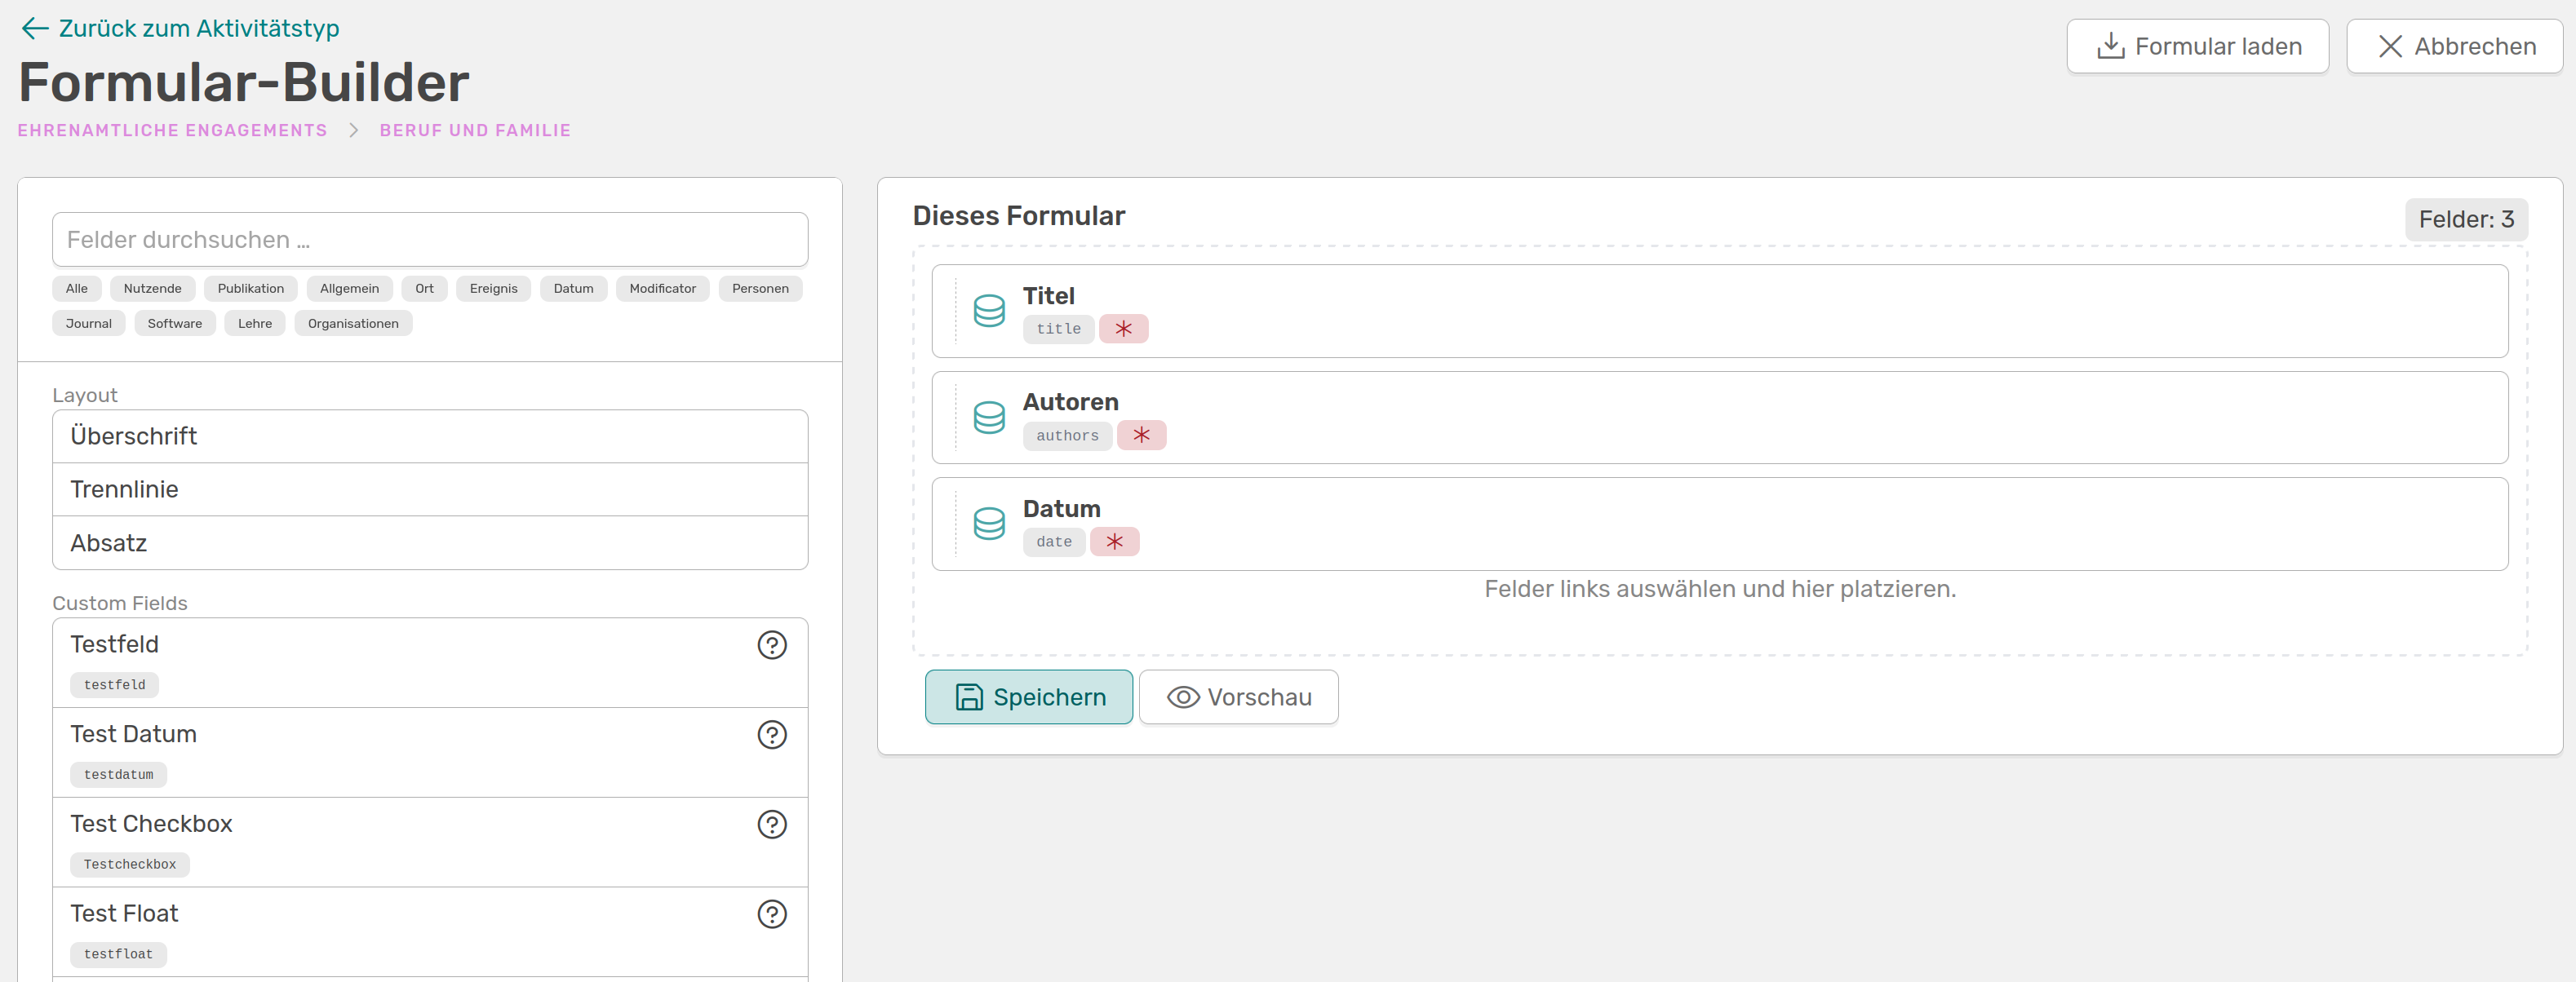 Zurück zum Aktivitätstyp
Formular laden
Abbrechen
Formular-Builder
EHRENAMTLICHE ENGAGEMENTS > BERUF UND FAMILIE
Felder durchsuchen ...
Alle Nutzende Publikation Allgemein Ort Ereignis Datum Modificator Personen
Journal Software Lehre Organisationen
Layout
Überschrift
Trennlinie
Absatz
Custom Fields
Testfeld
testfeld
Test Datum
testdatum
Test Checkbox
Testcheckbox
Test Float
testfloat
Dieses Formular
Felder: 3
Titel
title *
Autoren
authors *
Datum
date *
Felder links auswählen und hier platzieren.
Speichern
Vorschau